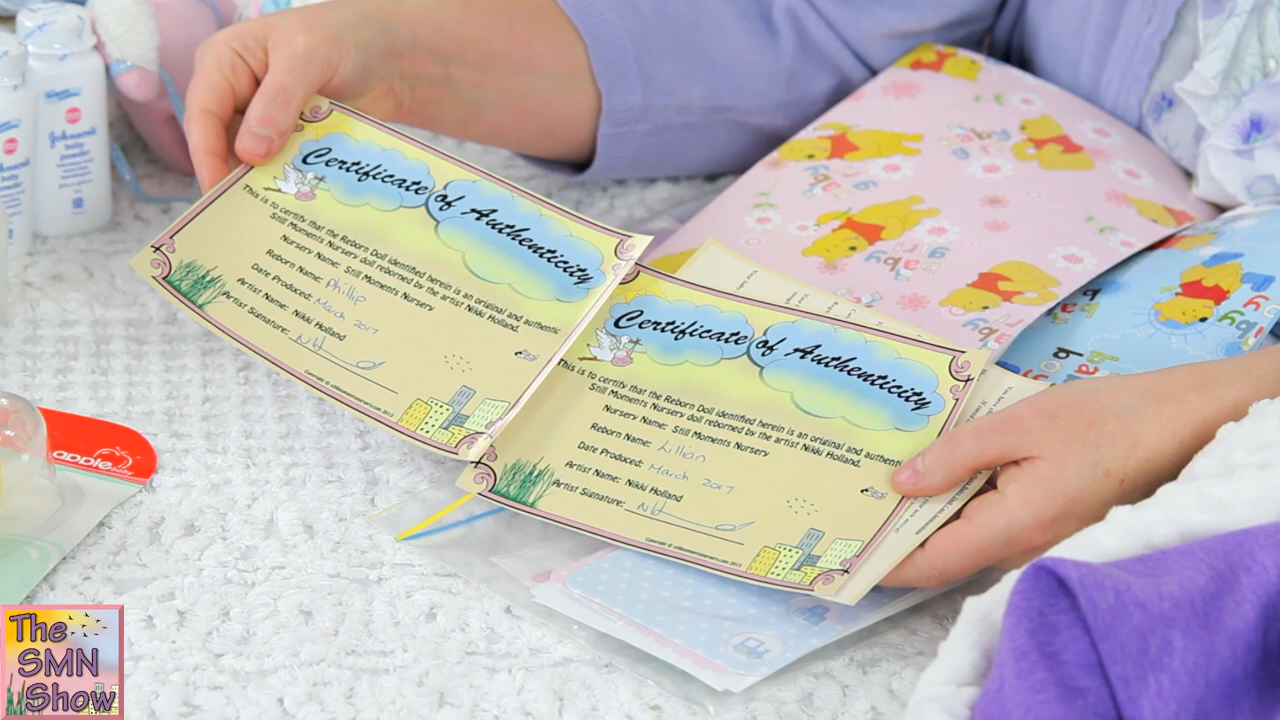 Certificate of Authenticity
This is to certify that the Reborn Doll identified herein is an original and authentic
Still Moments Nursery doll reborned by the artist Nikki Holland.
Nursery Name: Still Moments Nursery
Reborn Name: Phillip
Date Produced: March 2017
Artist Name: Nikki Holland
Artist Signature:
Certificate of Authenticity
This is to certify that the Reborn Doll identified herein is an original and authenti
Still Moments Nursery doll reborned by the artist Nikki Holland.
Nursery Name: Still Moments Nursery
Reborn Name: Lillian
Date Produced: March 2017
Artist Name: Nikki Holland
Artist Signature:
Johnson's
baby
powder
apple
baby
girl
baby
boy
The
SMN
Show